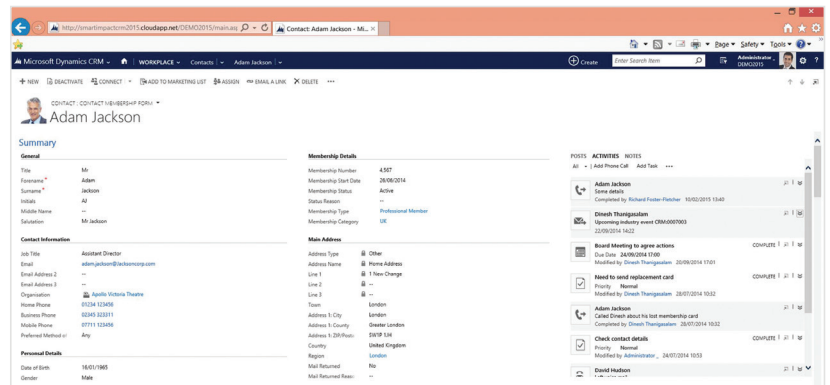 http://smartimpactcrm2015.cloudapp.net/DEMO2015/main.as
Contact: Adam Jackson - Mi...
Page Safety Tools
Microsoft Dynamics CRM WORKPLACE Contacts Adam Jackson Create Enter Search Item Administrator DEMO2015
+ NEW DEACTIVATE CONNECT ADD TO MARKETING LIST ASSIGN EMAIL A LINK DELETE ...
CONTACT : CONTACT MEMBERSHIP FORM
Adam Jackson
Summary
General
Title Mr
Forename* Adam
Surname* Jackson
Initials AJ
Middle Name --
Salutation Mr Jackson
Contact Information
Job Title Assistant Director
Email adam.jackson@Jacksoncorp.com
Email Address 2 --
Email Address 3 --
Organisation Apollo Victoria Theatre
Home Phone 01234 123456
Business Phone 02345 323311
Mobile Phone 07711 123456
Preferred Method o Any
Personal Details
Date of Birth 16/01/1965
Gender Male
Membership Details
Membership Number 4,567
Membership Start Date 26/06/2014
Membership Status Active
Status Reason --
Membership Type Professional Member
Membership Category UK
Main Address
Address Type Other
Address Name Home Address
Line 1 1 New Change
Line 2 --
Line 3 --
Town London
Address 1: City London
Address 1: County Greater London
Address 1: ZIP/Posta SW1P 1JH
Country United Kingdom
Region London
Mail Returned No
Mail Returned Reaso --
POSTS ACTIVITIES NOTES
All Add Phone Call Add Task ...
Adam Jackson
Some details
Completed by Richard Foster-Fletcher 10/02/2015 13:40
Dinesh Thanigasalam
Upcoming industry event CRM:0007003
22/09/2014 14:22
Board Meeting to agree actions COMPLETE
Due Date 24/09/2014 17:00
Modified by Dinesh Thanigasalam 20/09/2014 17:01
Need to send replacement card COMPLETE
Priority Normal
Modified by Dinesh Thanigasalam 28/07/2014 10:32
Adam Jackson
Called Dinesh about his lost membership card
Completed by Dinesh Thanigasalam 28/07/2014 10:32
Check contact details COMPLETE
Priority Normal
Modified by Administrator _ 24/07/2014 10:53
David Hudson